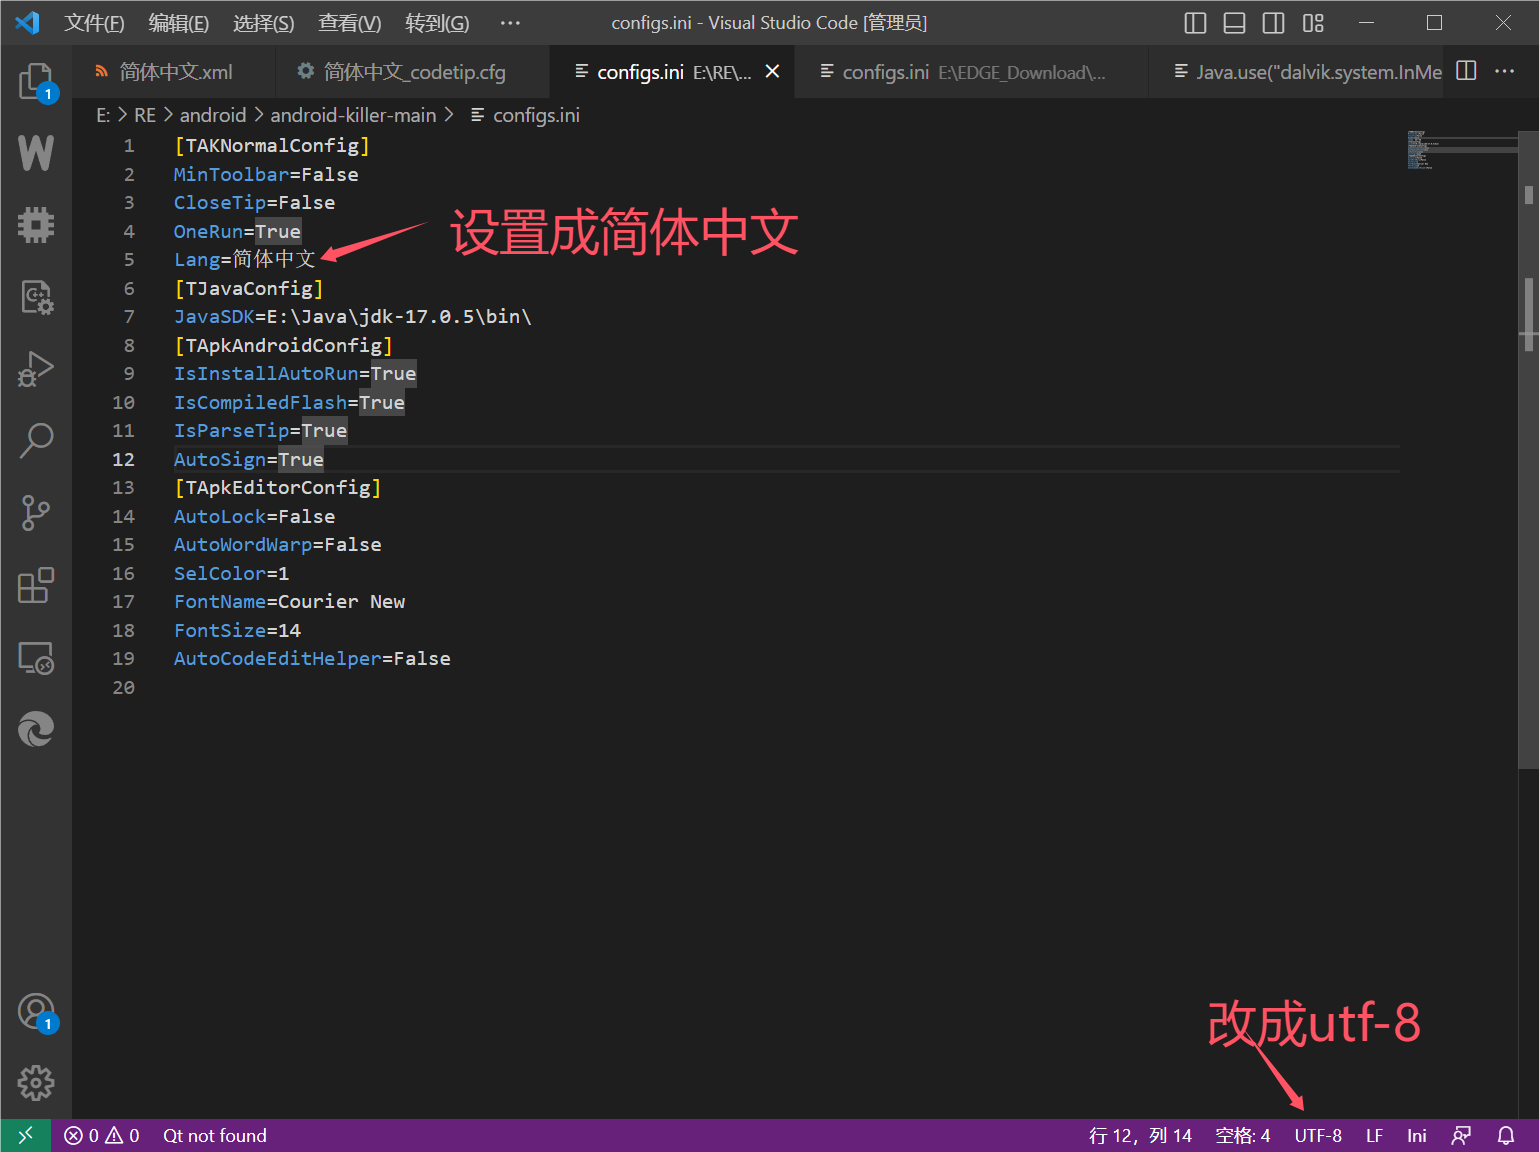 文件(F) 编辑(E) 选择(S) 查看(V) 转到(G) ··· configs.ini - Visual Studio Code [管理员]
简体中文.xml 简体中文_codetip.cfg configs.ini E:\RE\... configs.ini E:\EDGE_Download\... Java.use("dalvik.system.InMe ···
E: > RE > android > android-killer-main > configs.ini
1 [TAKNormalConfig]
2 MinToolbar=False
3 CloseTip=False
4 OneRun=True
设置成简体中文
5 Lang=简体中文
6 [TJavaConfig]
7 JavaSDK=E:\Java\jdk-17.0.5\bin\
8 [TApkAndroidConfig]
9 IsInstallAutoRun=True
10 IsCompiledFlash=True
11 IsParseTip=True
12 AutoSign=True
13 [TApkEditorConfig]
14 AutoLock=False
15 AutoWordWarp=False
16 SelColor=1
17 FontName=Courier New
18 FontSize=14
19 AutoCodeEditHelper=False
20
1
W
1
改成utf-8
0 0 Qt not found 行 12，列 14 空格: 4 UTF-8 LF Ini